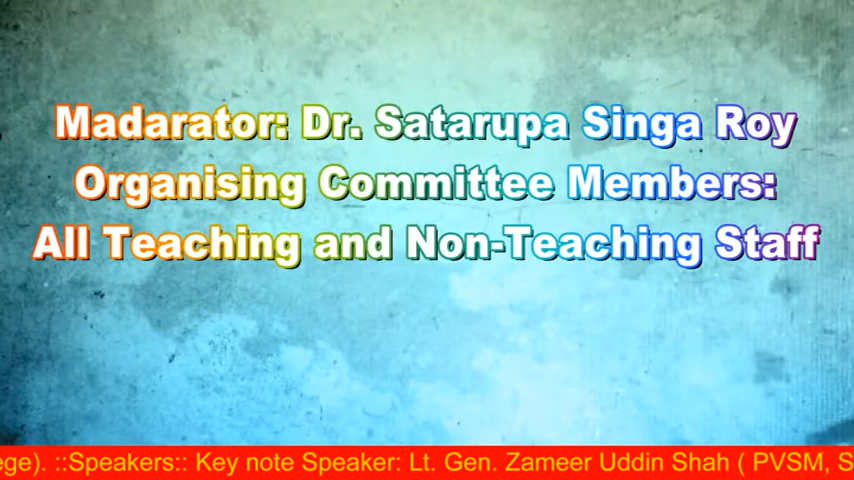 Madarator: Dr. Satarupa Singa Roy
Organising Committee Members:
All Teaching and Non-Teaching Staff
ege). ::Speakers:: Key note Speaker: Lt. Gen. Zameer Uddin Shah ( PVSM, S